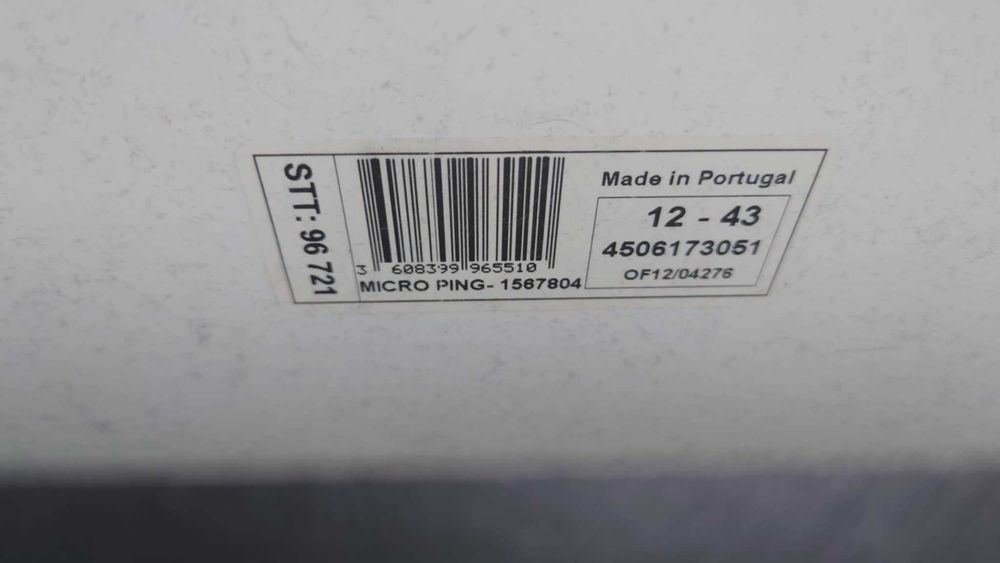 STT: 96 721
3 608399 965510
MICRO PING- 1567804
Made in Portugal
12 - 43
4506173051
OF12/04276